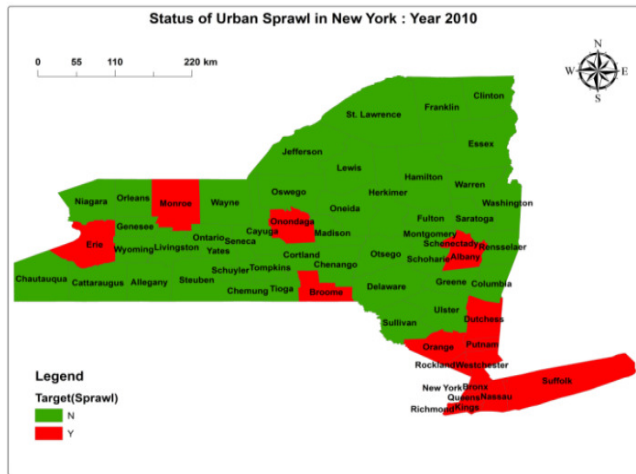 Status of Urban Sprawl in New York : Year 2010
0 55 110 220 km
N
W E
S
Clinton
Franklin
St. Lawrence
Essex
Jefferson
Lewis
Hamilton
Warren
Oswego
Herkimer
Washington
Niagara
Orleans
Monroe
Wayne
Oneida
Fulton
Saratoga
Genesee
Onondaga
Montgomery
Erie
Ontario
Cayuga
Madison
Schenectady
Rensselaer
Wyoming
Livingston
Seneca
Yates
Cortland
Otsego
Schoharie
Albany
Chautauqua
Cattaraugus
Allegany
Steuben
Schuyler
Tompkins
Chenango
Chemung
Tioga
Broome
Delaware
Greene
Columbia
Ulster
Sullivan
Dutchess
Orange
Putnam
Rockland
Westchester
New York
Bronx
Suffolk
Queens
Nassau
Richmond
Kings
Legend
Target(Sprawl)
N
Y